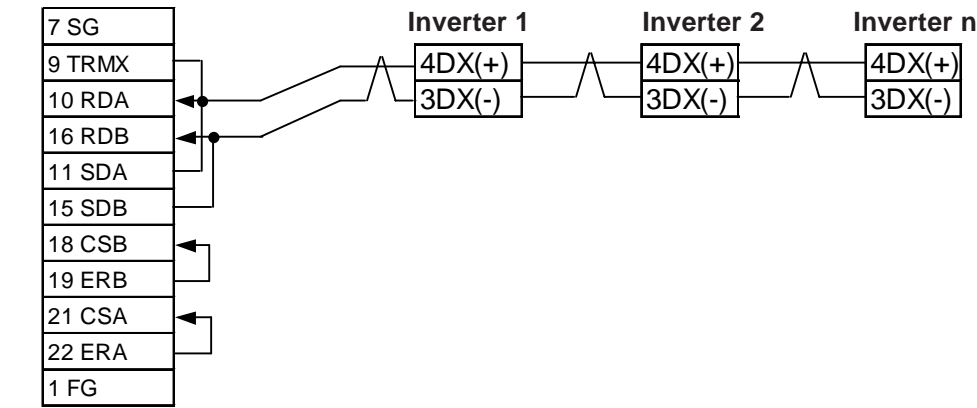 7 SG
9 TRMX
10 RDA
16 RDB
11 SDA
15 SDB
18 CSB
19 ERB
21 CSA
22 ERA
1 FG
Inverter 1
4DX(+)
3DX(-)
Inverter 2
4DX(+)
3DX(-)
Inverter n
4DX(+)
3DX(-)